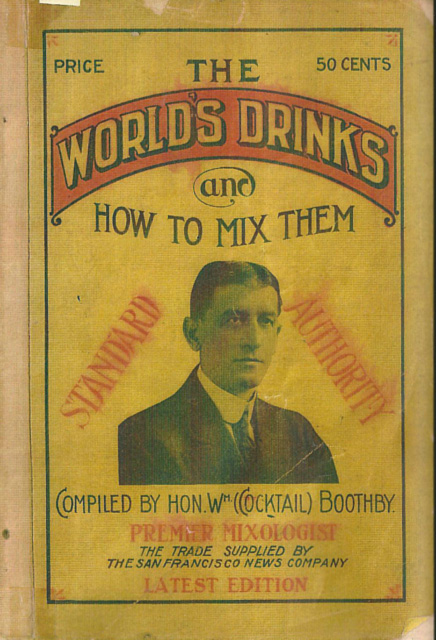 PRICE 50 CENTS
THE
WORLD'S DRINKS
and
HOW TO MIX THEM
STANDARD AUTHORITY
COMPILED BY HON. Wᴹ. (COCKTAIL) BOOTHBY.
PREMIER MIXOLOGIST
THE TRADE SUPPLIED BY
THE SAN FRANCISCO NEWS COMPANY
LATEST EDITION